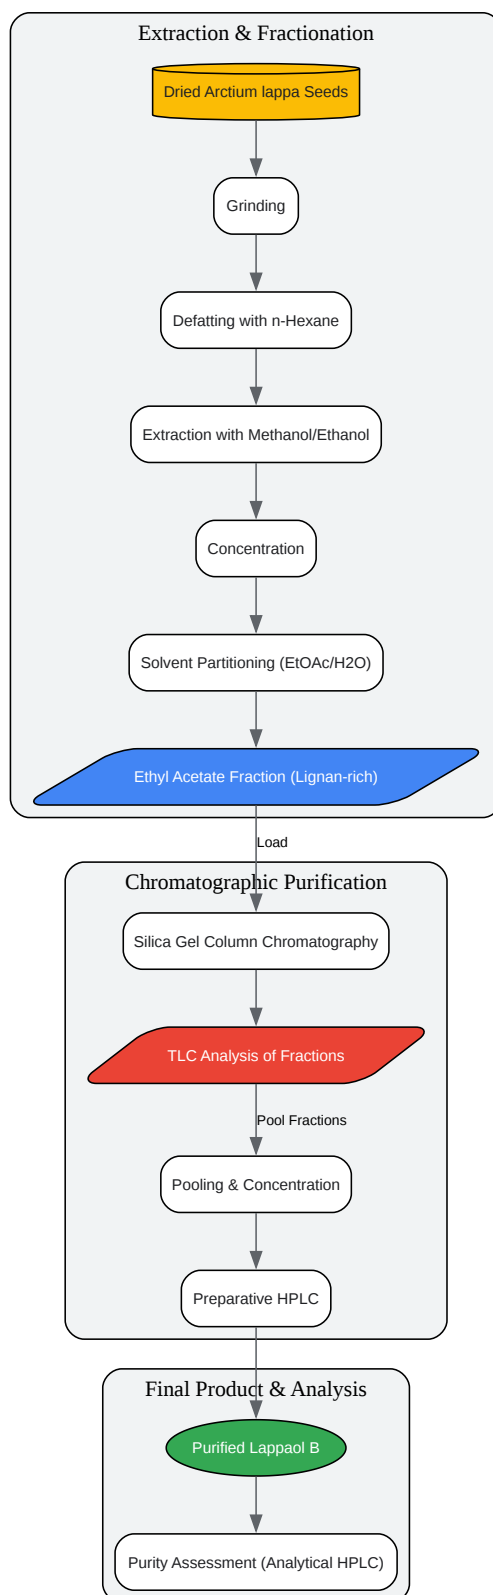 Extraction & Fractionation
Dried Arctium lappa Seeds
Grinding
Defatting with n-Hexane
Extraction with Methanol/Ethanol
Concentration
Solvent Partitioning (EtOAc/H2O)
Ethyl Acetate Fraction (Lignan-rich)
Load
Chromatographic Purification
Silica Gel Column Chromatography
TLC Analysis of Fractions
Pool Fractions
Pooling & Concentration
Preparative HPLC
Final Product & Analysis
Purified Lappaol B
Purity Assessment (Analytical HPLC)